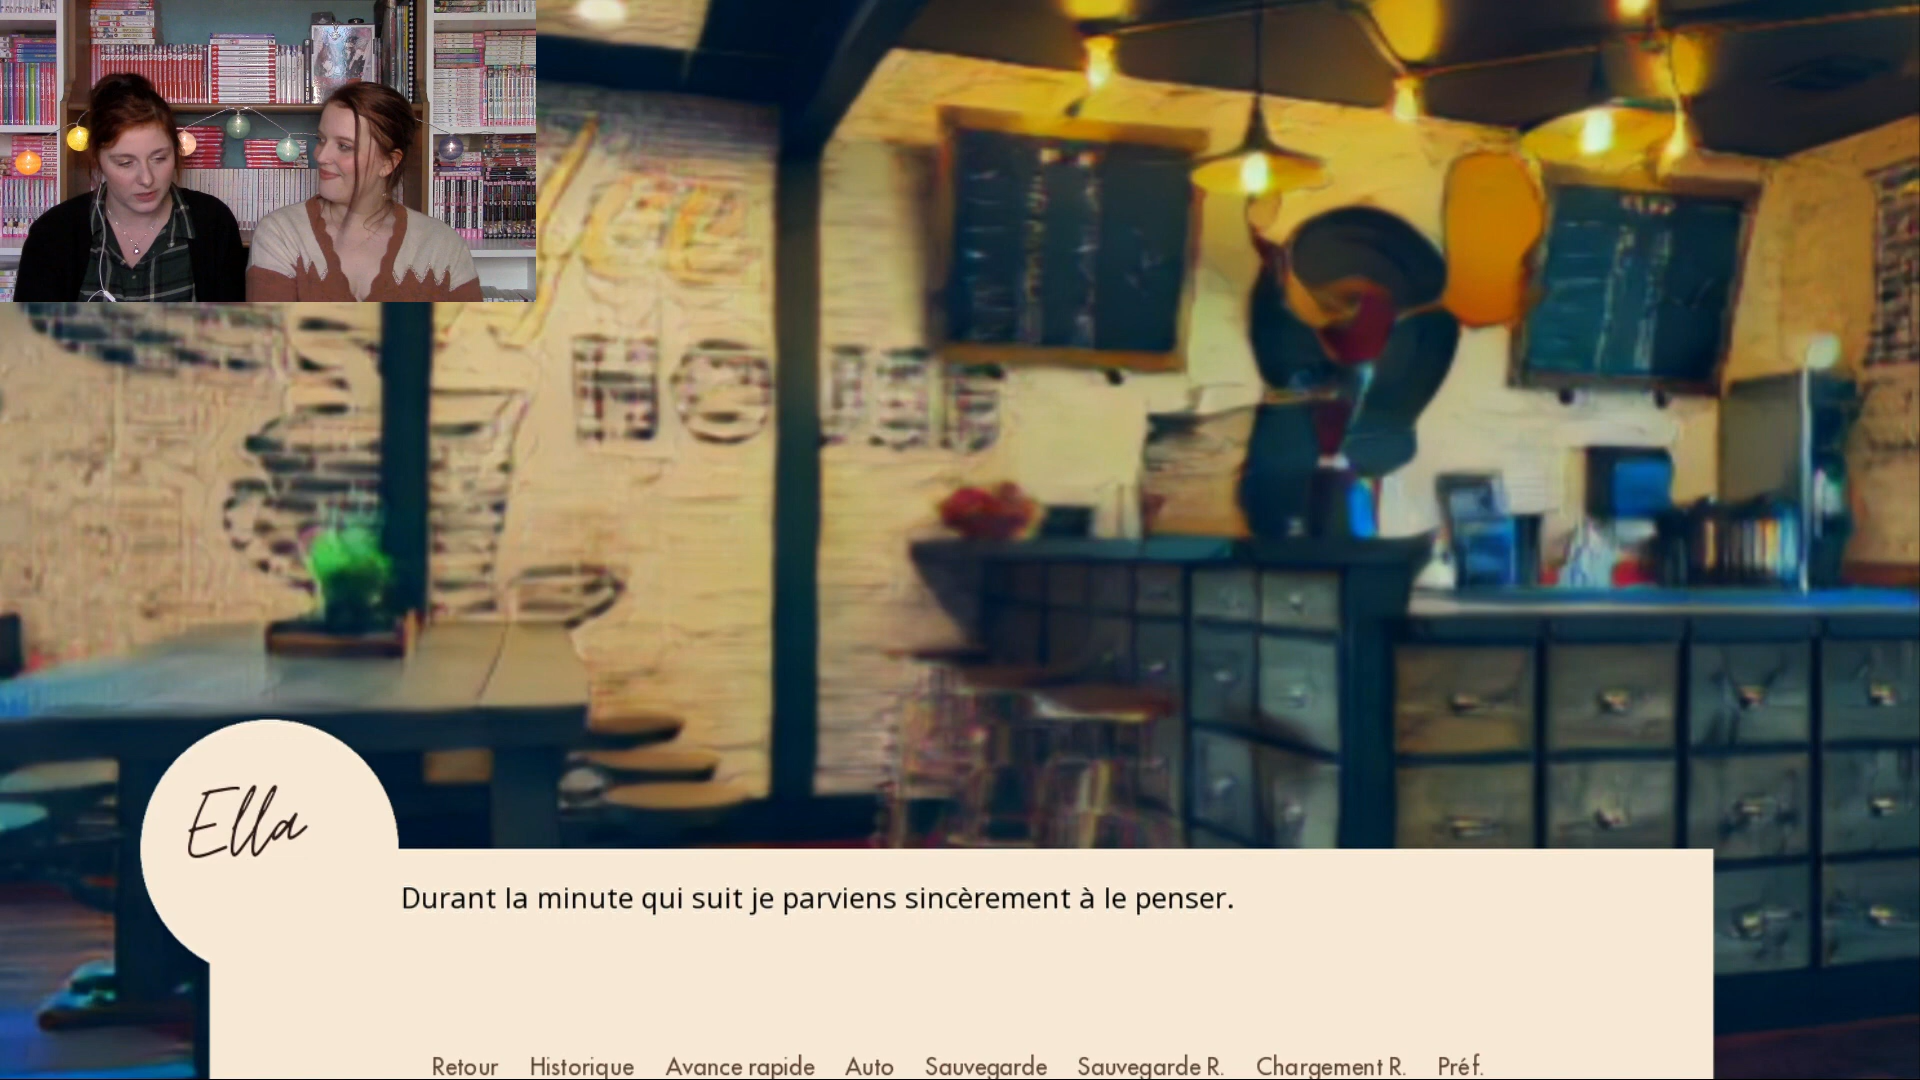 HOUSE
Ella
Durant la minute qui suit je parviens sincèrement à le penser.
Retour Historique Avance rapide Auto Sauvegarde Sauvegarde R. Chargement R. Préf.